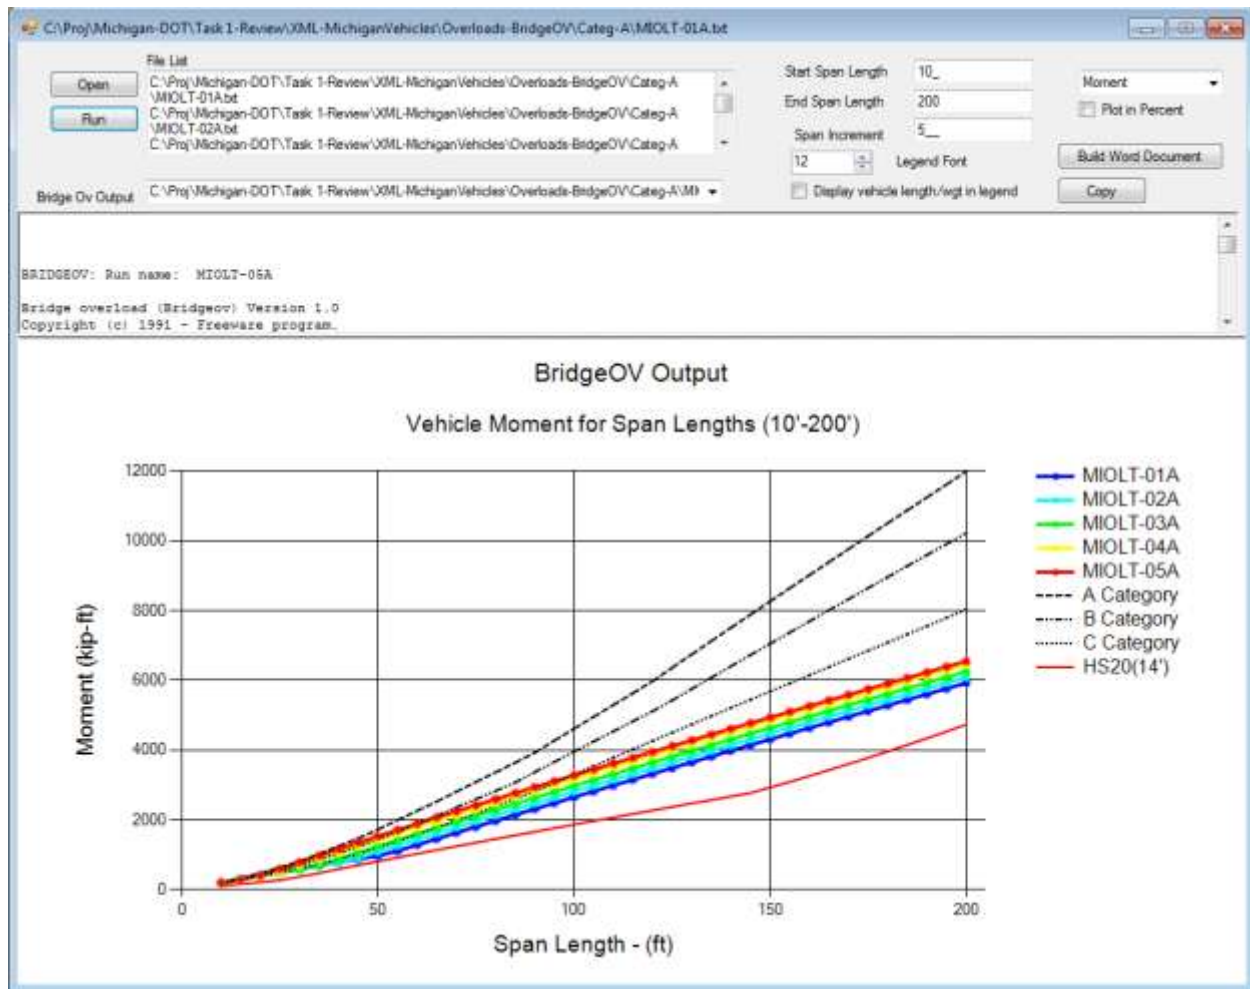 C:\Proj\Michigan-DOT\Task 1-Review\XML-MichiganVehicles\Overloads-BridgeOV\Categ-A\MIOLT-01A.txt
File List
Open
Run
C:\Proj\Michigan-DOT\Task 1-Review\XML-MichiganVehicles\Overloads-BridgeOV\Categ-A
\MIOLT-01A.txt
C:\Proj\Michigan-DOT\Task 1-Review\XML-MichiganVehicles\Overloads-BridgeOV\Categ-A
\MIOLT-02A.txt
C:\Proj\Michigan-DOT\Task 1-Review\XML-MichiganVehicles\Overloads-BridgeOV\Categ-A
Bridge Ov Output
C:\Proj\Michigan-DOT\Task 1-Review\XML-MichiganVehicles\Overloads-BridgeOV\Categ-A\MI
Start Span Length 10_
End Span Length 200
Span Increment 5__
12 Legend Font
Display vehicle length/wgt in legend
Moment
Plot in Percent
Build Word Document
Copy
BRIDGEOV: Run name: MIOLT-05A
Bridge overload (Bridgeov) Version 1.0
Copyright (c) 1991 - Freeware program.
BridgeOV Output
Vehicle Moment for Span Lengths (10'-200')
Moment (kip-ft)
12000
10000
8000
6000
4000
2000
0
0 50 100 150 200
Span Length - (ft)
MIOLT-01A
MIOLT-02A
MIOLT-03A
MIOLT-04A
MIOLT-05A
A Category
B Category
C Category
HS20(14')